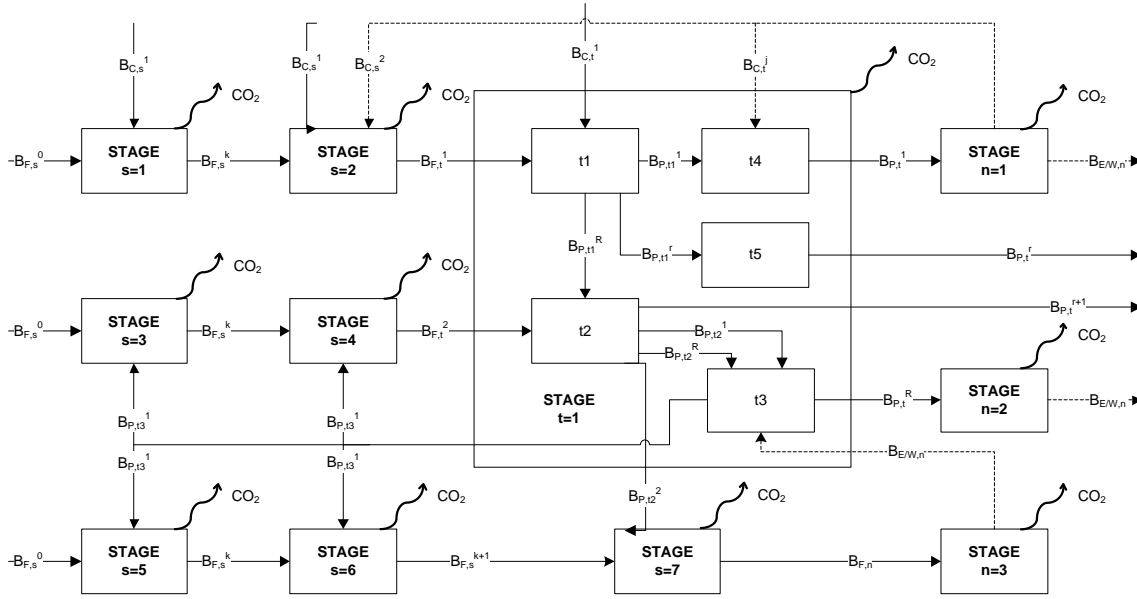 B_C,s^1
B_C,s^1
B_C,s^2
B_C,t^1
B_C,t^j
CO2
CO2
CO2
CO2
B_F,s^0
STAGE
s=1
B_F,s^k
STAGE
s=2
B_F,t^1
t1
B_P,t1^1
t4
B_P,t^1
STAGE
n=1
B_E/W,n
B_P,t1^R
B_P,t1^r
t5
B_P,t^r
CO2
CO2
B_F,s^0
STAGE
s=3
B_F,s^k
STAGE
s=4
B_F,t^2
t2
B_P,t^r+1
B_P,t2^1
B_P,t2^R
CO2
STAGE
t=1
t3
B_P,t^R
STAGE
n=2
B_E/W,n
B_P,t3^1
B_P,t3^1
B_P,t3^1
B_P,t3^1
B_E/W,n
B_P,t2^2
CO2
CO2
CO2
CO2
B_F,s^0
STAGE
s=5
B_F,s^k
STAGE
s=6
B_F,s^k+1
STAGE
s=7
B_F,n
STAGE
n=3